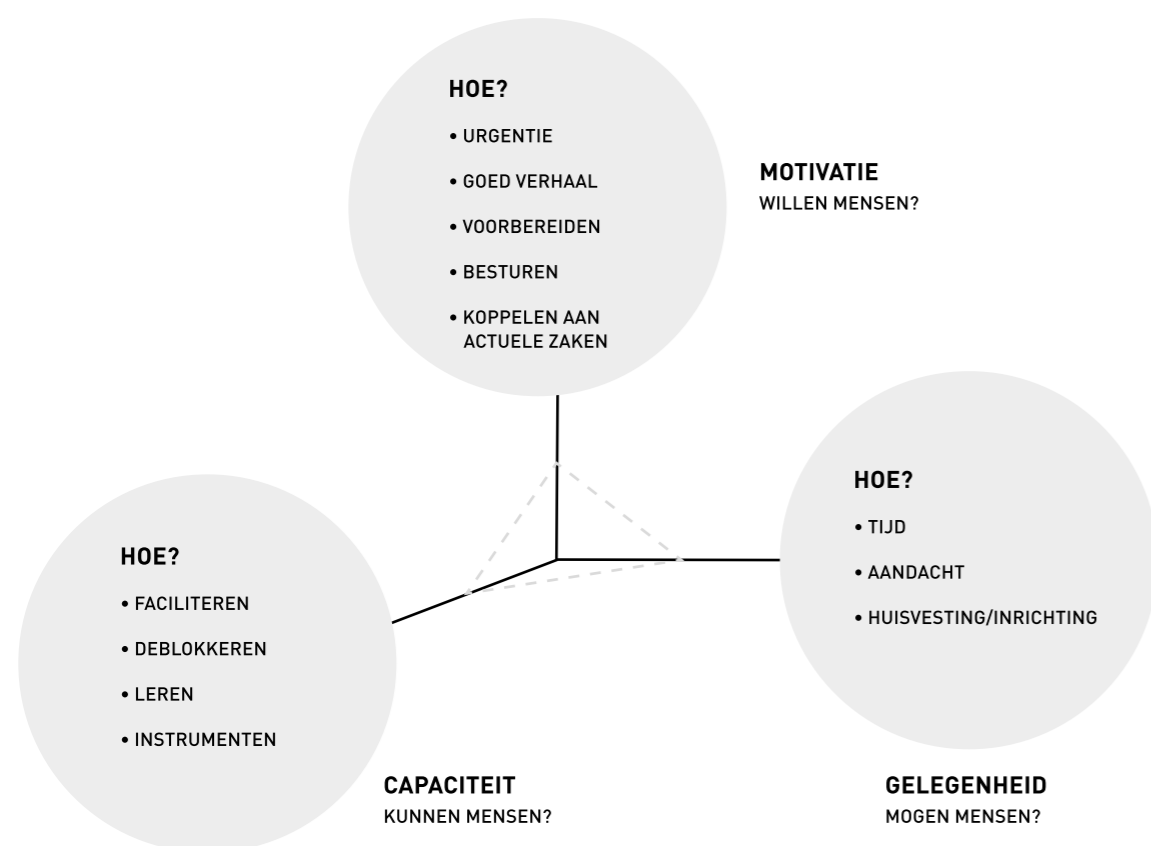 HOE?
• URGENTIE
• GOED VERHAAL
• VOORBEREIDEN
• BESTUREN
• KOPPELEN AAN
ACTUELE ZAKEN
MOTIVATIE
WILLEN MENSEN?
HOE?
• TIJD
• AANDACHT
• HUISVESTING/INRICHTING
GELEGENHEID
MOGEN MENSEN?
HOE?
• FACILITEREN
• DEBLOKKEREN
• LEREN
• INSTRUMENTEN
CAPACITEIT
KUNNEN MENSEN?